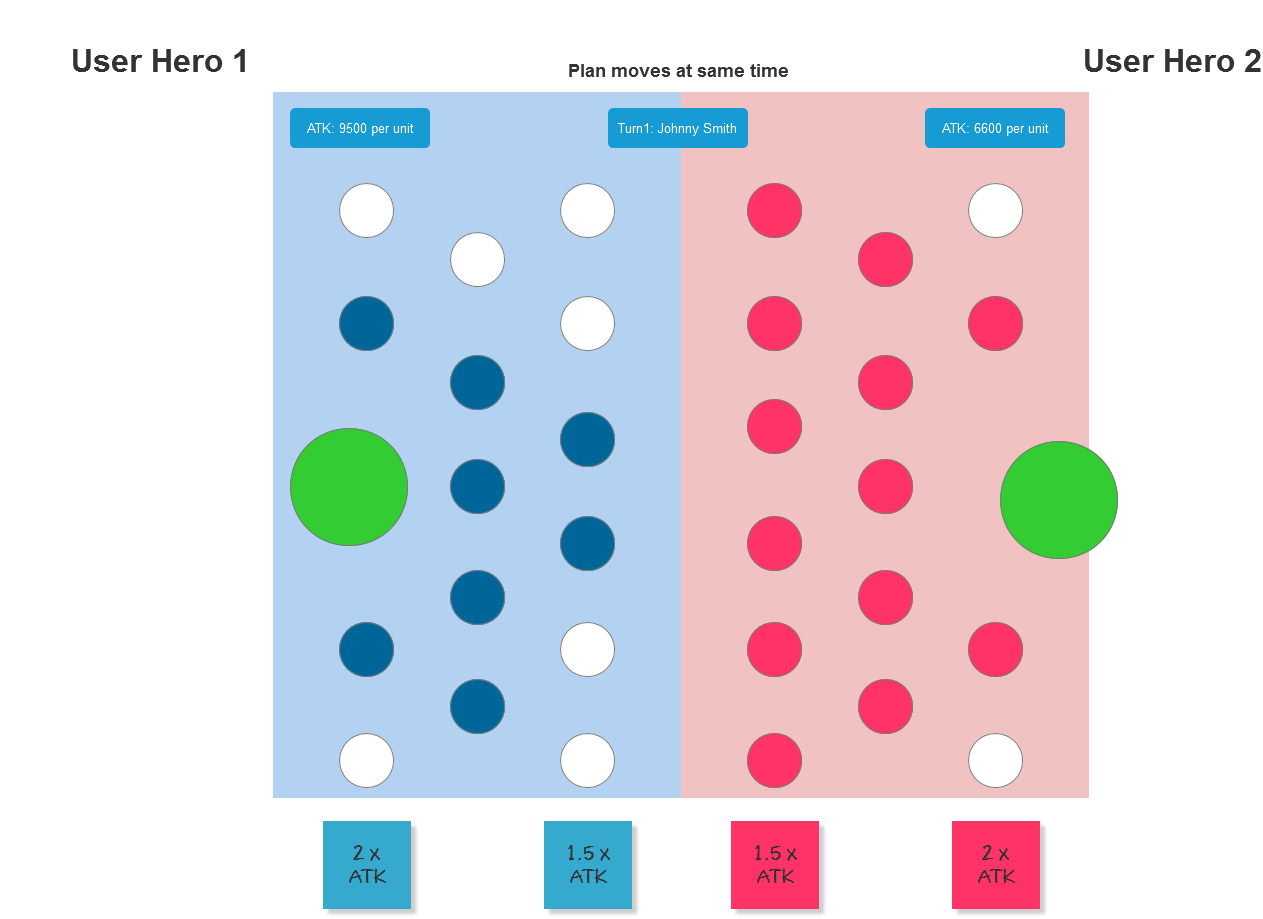 User Hero 1
User Hero 2
Plan moves at same time
ATK: 9500 per unit
Turn1: Johnny Smith
ATK: 6600 per unit
2 x
ATK
1.5 x
ATK
1.5 x
ATK
2 x
ATK